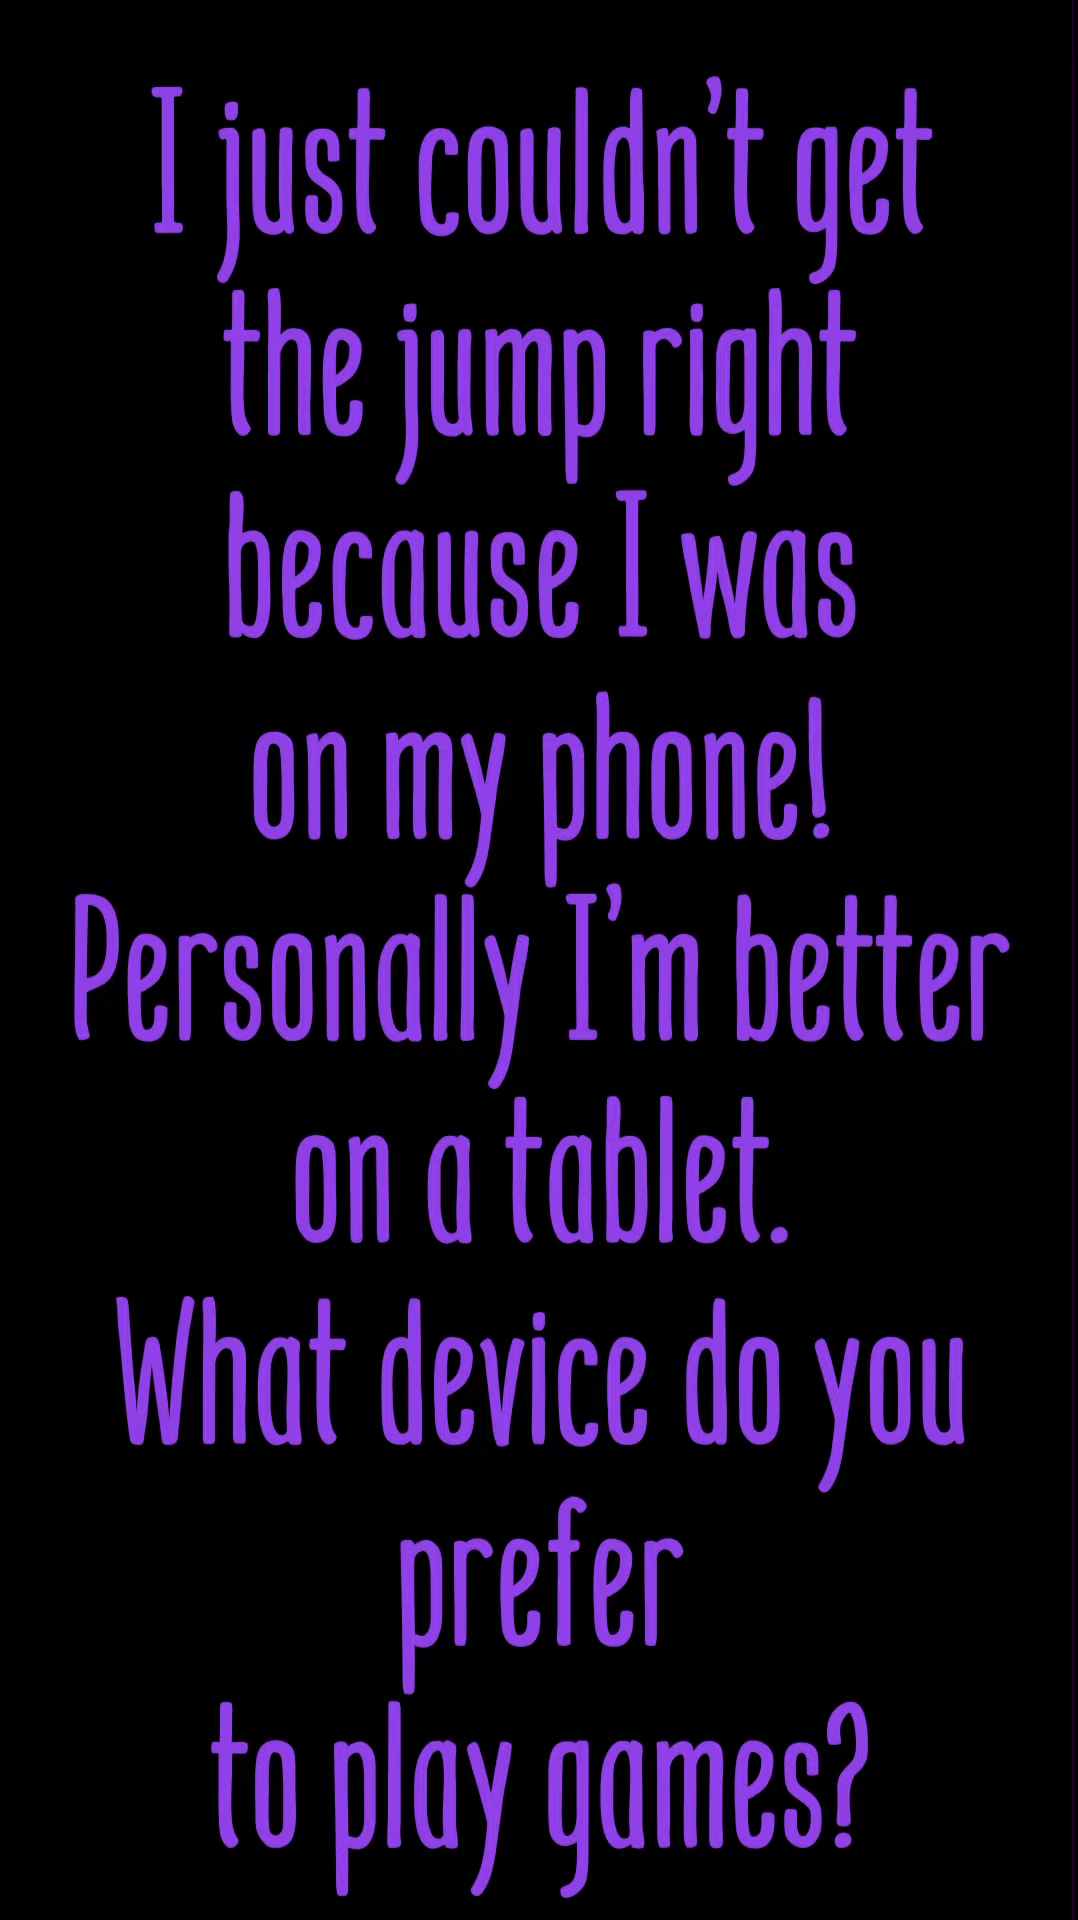 I just couldn't get
the jump right
because I was
on my phone!
Personally I'm better
on a tablet.
What device do you
prefer
to play games?